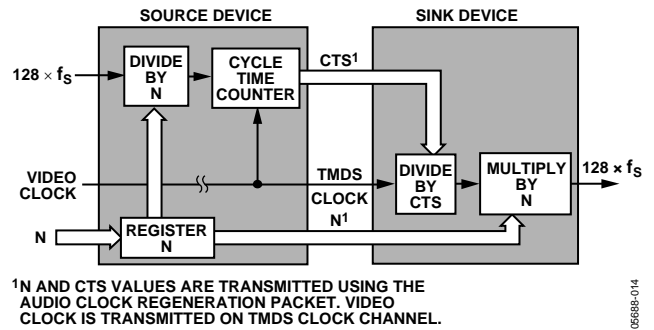 SOURCE DEVICE
SINK DEVICE
128 × fS
DIVIDE
BY
N
CYCLE
TIME
COUNTER
CTS1
VIDEO
CLOCK
TMDS
CLOCK
N1
DIVIDE
BY
CTS
MULTIPLY
BY
N
128 × fS
N
REGISTER
N
1N AND CTS VALUES ARE TRANSMITTED USING THE
AUDIO CLOCK REGENERATION PACKET. VIDEO
CLOCK IS TRANSMITTED ON TMDS CLOCK CHANNEL.
05688-014